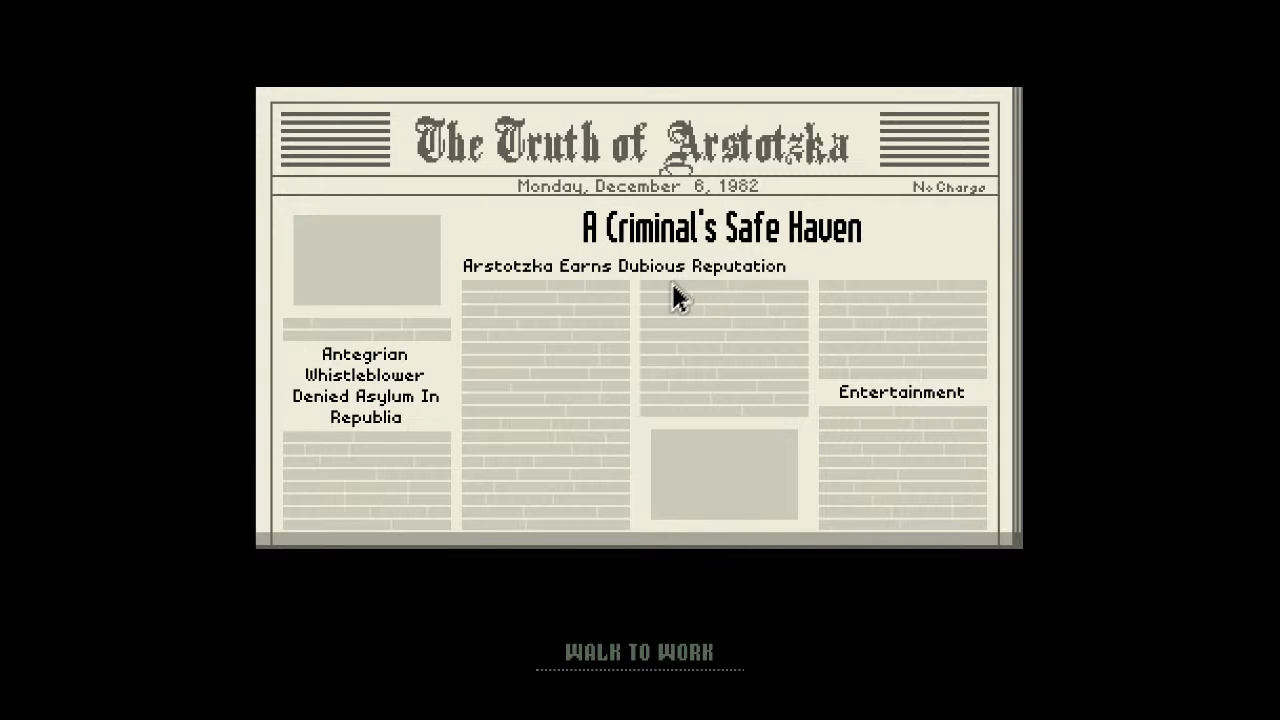 The Truth of Arstotzka
Monday, December 6, 1982
No Charge
A Criminal's Safe Haven
Arstotzka Earns Dubious Reputation
Antegrian
Whistleblower
Denied Asylum In
Republia
Entertainment
WALK TO WORK